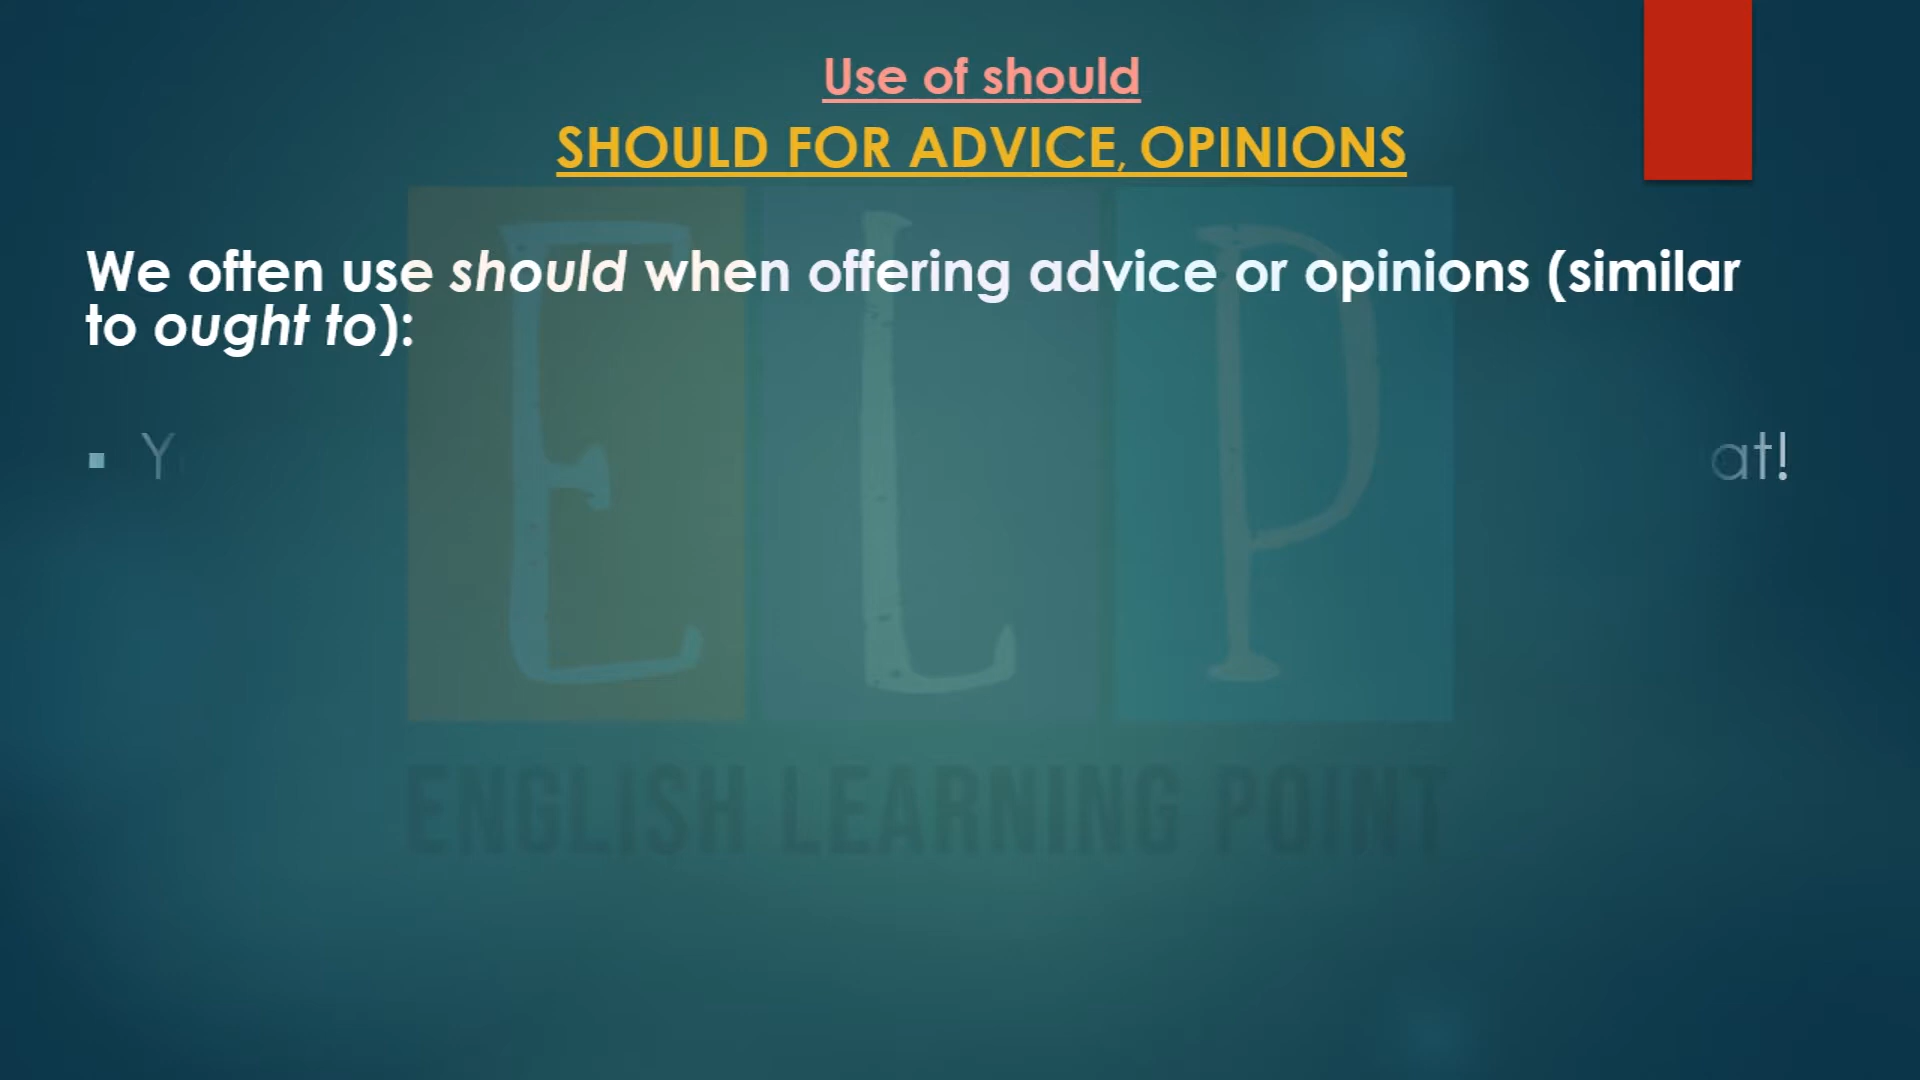 Use of should
SHOULD FOR ADVICE, OPINIONS
We often use should when offering advice or opinions (similar
to ought to):
ELP
ENGLISH LEARNING POINT